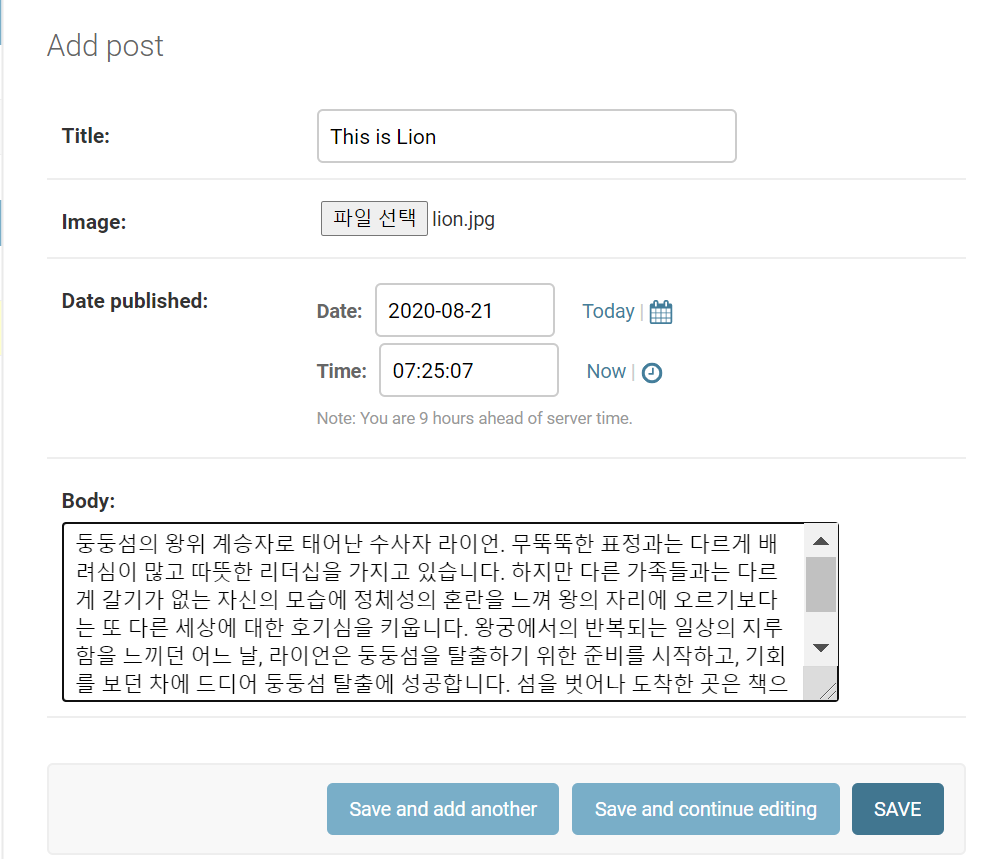 Add post
Title:
This is Lion
Image:
파일 선택 lion.jpg
Date published:
Date: 2020-08-21 Today |
Time: 07:25:07 Now |
Note: You are 9 hours ahead of server time.
Body:
둥둥섬의 왕위 계승자로 태어난 수사자 라이언. 무뚝뚝한 표정과는 다르게 배
려심이 많고 따뜻한 리더십을 가지고 있습니다. 하지만 다른 가족들과는 다르
게 갈기가 없는 자신의 모습에 정체성의 혼란을 느껴 왕의 자리에 오르기보다
는 또 다른 세상에 대한 호기심을 키웁니다. 왕궁에서의 반복되는 일상의 지루
함을 느끼던 어느 날, 라이언은 둥둥섬을 탈출하기 위한 준비를 시작하고, 기회
를 보던 차에 드디어 둥둥섬 탈출에 성공합니다. 섬을 벗어나 도착한 곳은 책으
Save and add another
Save and continue editing
SAVE